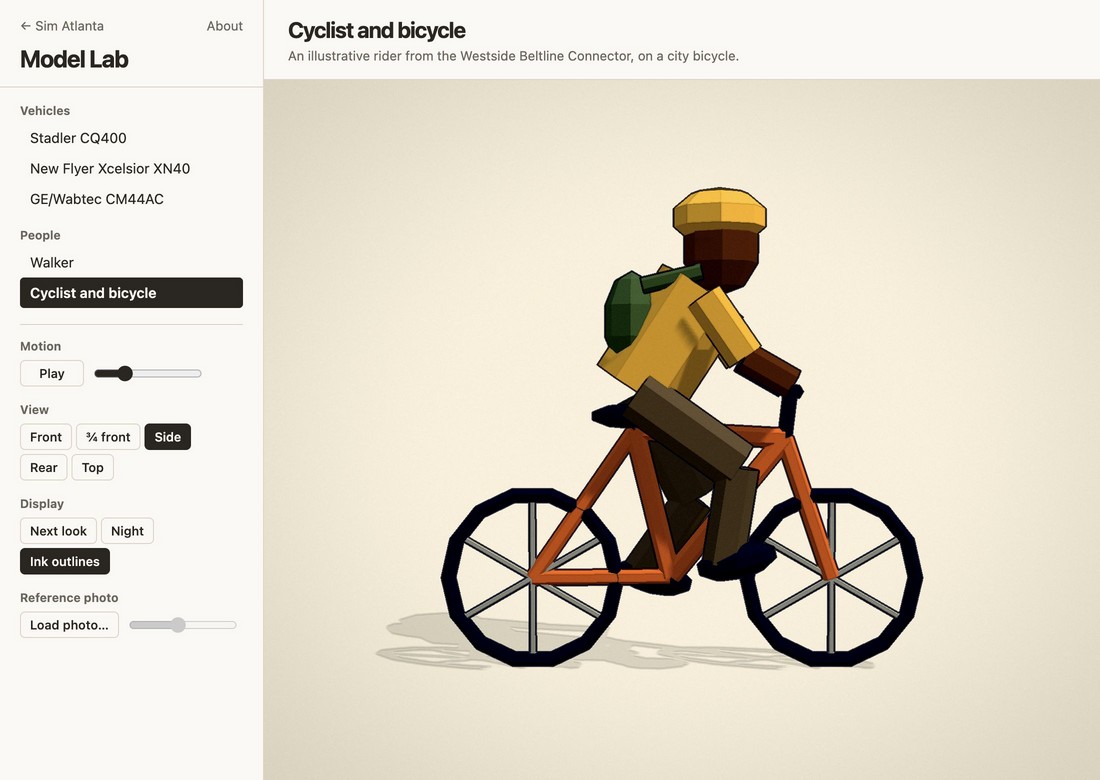 ← Sim Atlanta
About
Model Lab
Vehicles
Stadler CQ400
New Flyer Xcelsior XN40
GE/Wabtec CM44AC
People
Walker
Cyclist and bicycle
Motion
Play
View
Front
¾ front
Side
Rear
Top
Display
Next look
Night
Ink outlines
Reference photo
Load photo...
Cyclist and bicycle
An illustrative rider from the Westside Beltline Connector, on a city bicycle.